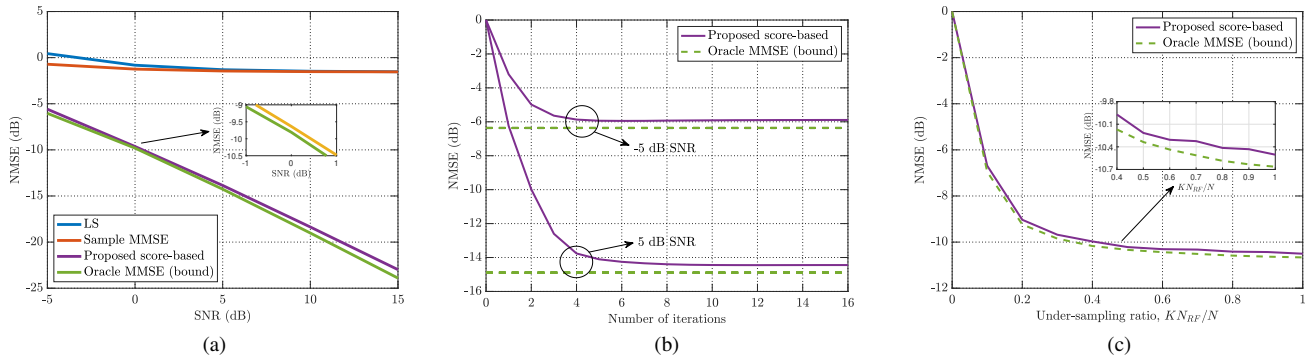 5
0
-5
-10
-15
-20
-25
-5
0
5
10
15
NMSE (dB)
SNR (dB)
-9
-9.5
-10
-10.5
-1
0
1
NMSE (dB)
SNR (dB)
LS
Sample MMSE
Proposed score-based
Oracle MMSE (bound)
(a)
0
-2
-4
-6
-8
-10
-12
-14
-16
0
2
4
6
8
10
12
14
16
NMSE (dB)
Number of iterations
Proposed score-based
Oracle MMSE (bound)
-5 dB SNR
5 dB SNR
(b)
0
-2
-4
-6
-8
-10
-12
0
0.2
0.4
0.6
0.8
1
NMSE (dB)
Under-sampling ratio, KN_RF/N
Proposed score-based
Oracle MMSE (bound)
-9.8
-10.1
-10.4
-10.7
0.4
0.5
0.6
0.7
0.8
0.9
1
NMSE (dB)
KN_RF/N
(c)